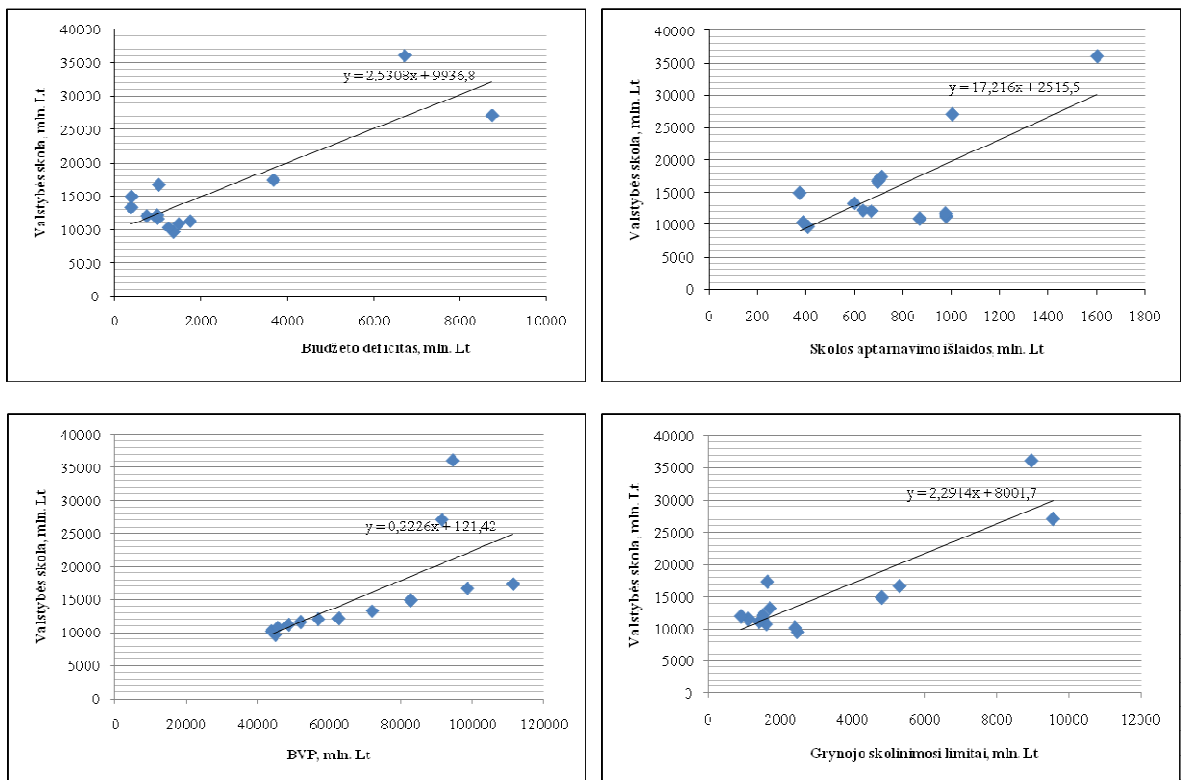 40000
35000
30000
25000
20000
15000
10000
5000
0
Valstybės skola, mln. Lt
y = 2,5308x + 9936,8
0 2000 4000 6000 8000 10000
Biudžeto deficitas, mln. Lt
40000
35000
30000
25000
20000
15000
10000
5000
0
Valstybės skola, mln. Lt
y = 17,216x + 2515,5
0 200 400 600 800 1000 1200 1400 1600 1800
Skolos aptarnavimo išlaidos, mln. Lt
40000
35000
30000
25000
20000
15000
10000
5000
0
Valstybės skola, mln. Lt
y = 0,2226x + 121,42
0 20000 40000 60000 80000 100000 120000
BVP, mln. Lt
40000
35000
30000
25000
20000
15000
10000
5000
0
Valstybės skola, mln. Lt
y = 2,2914x + 8001,7
0 2000 4000 6000 8000 10000 12000
Grynojo skolinimosi limitai, mln. Lt